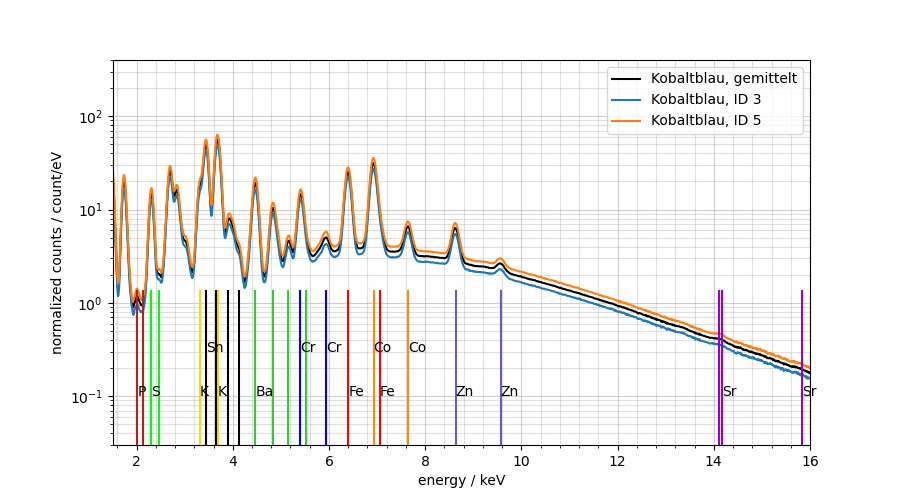 Kobaltblau, gemittelt
Kobaltblau, ID 3
Kobaltblau, ID 5
normalized counts / count/eV
10²
10¹
10⁰
10⁻¹
Sn Cr Cr Co Co
P S K K Ba Fe Fe Zn Zn Sr Sr
2 4 6 8 10 12 14 16
energy / keV